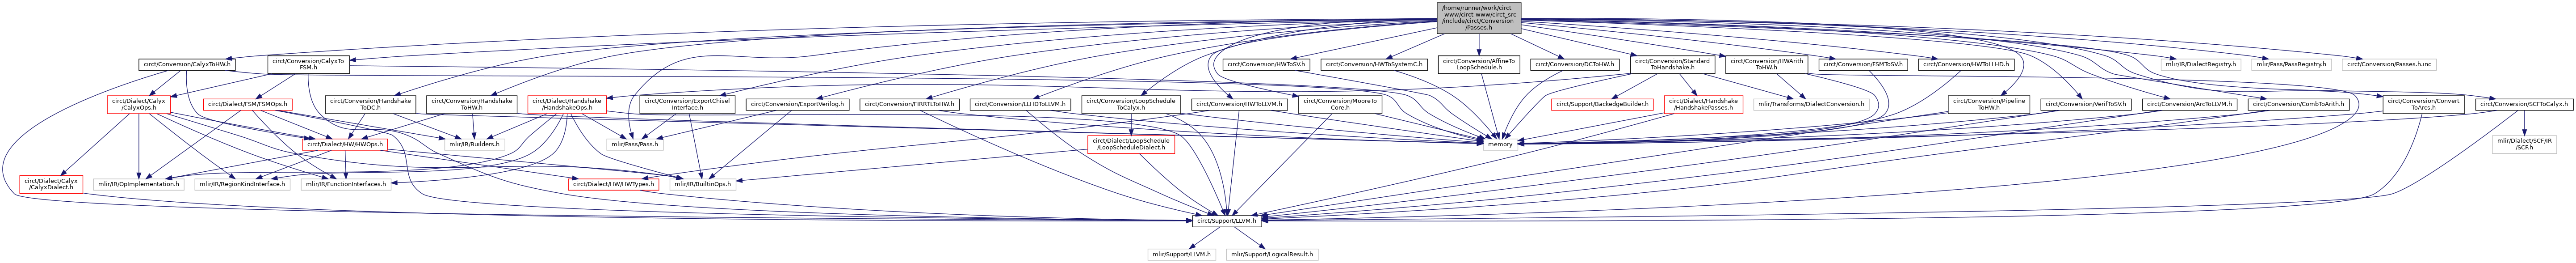 /home/runner/work/circt
-www/circt-www/circt_src
/include/circt/Conversion
/Passes.h
circt/Conversion/CalyxToHW.h
circt/Conversion/CalyxTo
FSM.h
circt/Conversion/HWToSV.h
circt/Conversion/HWToSystemC.h
circt/Conversion/AffineTo
LoopSchedule.h
circt/Conversion/DCToHW.h
circt/Conversion/Standard
ToHandshake.h
circt/Conversion/HWArith
ToHW.h
circt/Conversion/FSMToSV.h
circt/Conversion/HWToLLHD.h
mlir/IR/DialectRegistry.h
mlir/Pass/PassRegistry.h
circt/Conversion/Passes.h.inc
circt/Dialect/Calyx
/CalyxOps.h
circt/Dialect/FSM/FSMOps.h
circt/Conversion/Handshake
ToDC.h
circt/Conversion/Handshake
ToHW.h
circt/Dialect/Handshake
/HandshakeOps.h
circt/Conversion/ExportChisel
Interface.h
circt/Conversion/ExportVerilog.h
circt/Conversion/FIRRTLToHW.h
circt/Conversion/LLHDToLLVM.h
circt/Conversion/LoopSchedule
ToCalyx.h
circt/Conversion/HWToLLVM.h
circt/Conversion/MooreTo
Core.h
circt/Support/BackedgeBuilder.h
circt/Dialect/Handshake
/HandshakePasses.h
mlir/Transforms/DialectConversion.h
circt/Conversion/Pipeline
ToHW.h
circt/Conversion/VerifToSV.h
circt/Conversion/ArcToLLVM.h
circt/Conversion/CombToArith.h
circt/Conversion/Convert
ToArcs.h
circt/Conversion/SCFToCalyx.h
circt/Dialect/HW/HWOps.h
mlir/IR/Builders.h
mlir/Pass/Pass.h
circt/Dialect/LoopSchedule
/LoopScheduleDialect.h
memory
mlir/Dialect/SCF/IR
/SCF.h
circt/Dialect/Calyx
/CalyxDialect.h
mlir/IR/OpImplementation.h
mlir/IR/RegionKindInterface.h
mlir/IR/FunctionInterfaces.h
circt/Dialect/HW/HWTypes.h
mlir/IR/BuiltinOps.h
circt/Support/LLVM.h
mlir/Support/LLVM.h
mlir/Support/LogicalResult.h